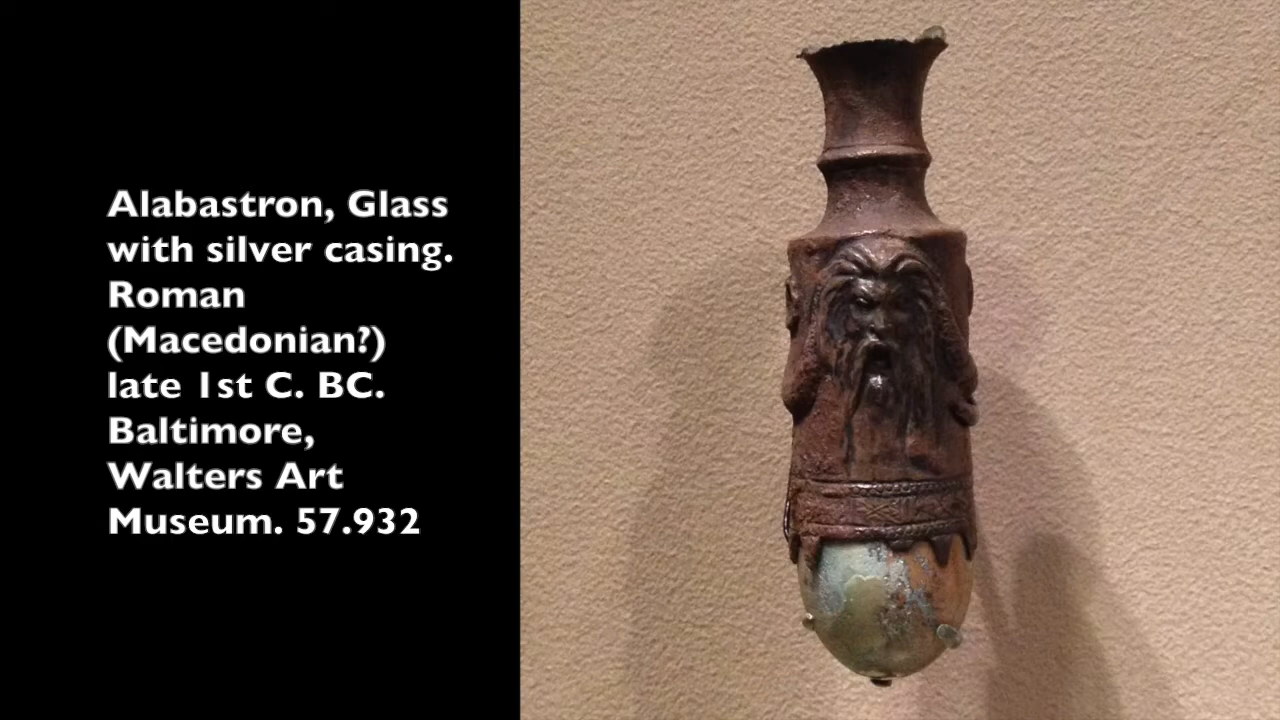 Alabastron, Glass
with silver casing.
Roman
(Macedonian?)
late 1st C. BC.
Baltimore,
Walters Art
Museum. 57.932